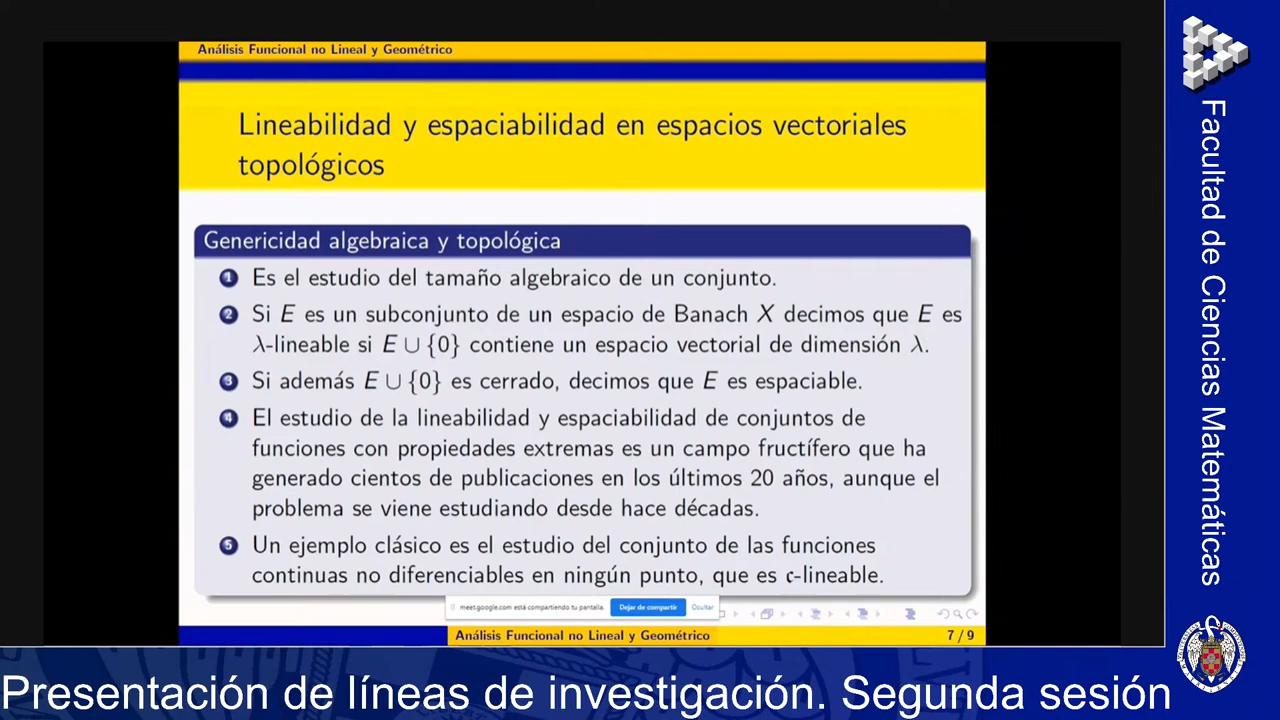 Análisis Funcional no Lineal y Geométrico
Lineabilidad y espaciabilidad en espacios vectoriales
topológicos
Genericidad algebraica y topológica
1 Es el estudio del tamaño algebraico de un conjunto.
2 Si E es un subconjunto de un espacio de Banach X decimos que E es
λ-lineable si E ∪ {0} contiene un espacio vectorial de dimensión λ.
3 Si además E ∪ {0} es cerrado, decimos que E es espaciable.
4 El estudio de la lineabilidad y espaciabilidad de conjuntos de
funciones con propiedades extremas es un campo fructífero que ha
generado cientos de publicaciones en los últimos 20 años, aunque el
problema se viene estudiando desde hace décadas.
5 Un ejemplo clásico es el estudio del conjunto de las funciones
continuas no diferenciables en ningún punto, que es 𝔠-lineable.
meet.google.com está compartiendo tu pantalla. Dejar de compartir Ocultar
Análisis Funcional no Lineal y Geométrico 7 / 9
Facultad de Ciencias Matemáticas
Presentación de líneas de investigación. Segunda sesión